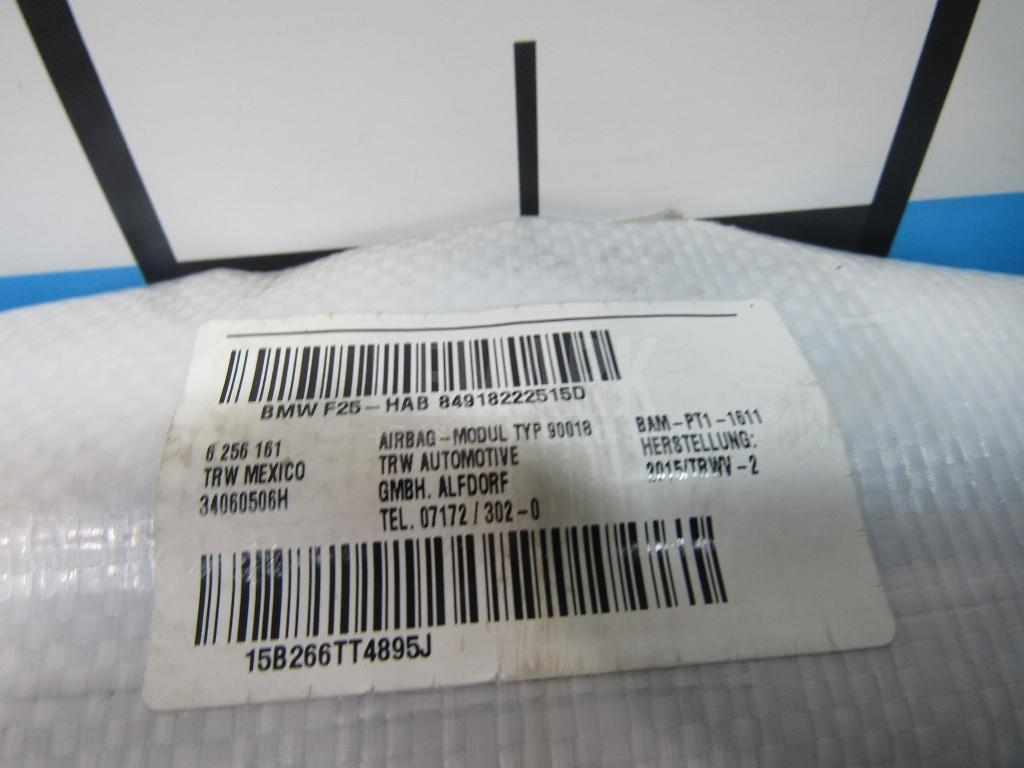 BMW F25-HAB 84918222515D
6 256 161
TRW MEXICO
34060506H
AIRBAG-MODUL TYP 90018
TRW AUTOMOTIVE
GMBH. ALFDORF
TEL. 07172/302-0
BAM-PT1-1611
HERSTELLUNG:
2015/TRWV-2
15B266TT4895J